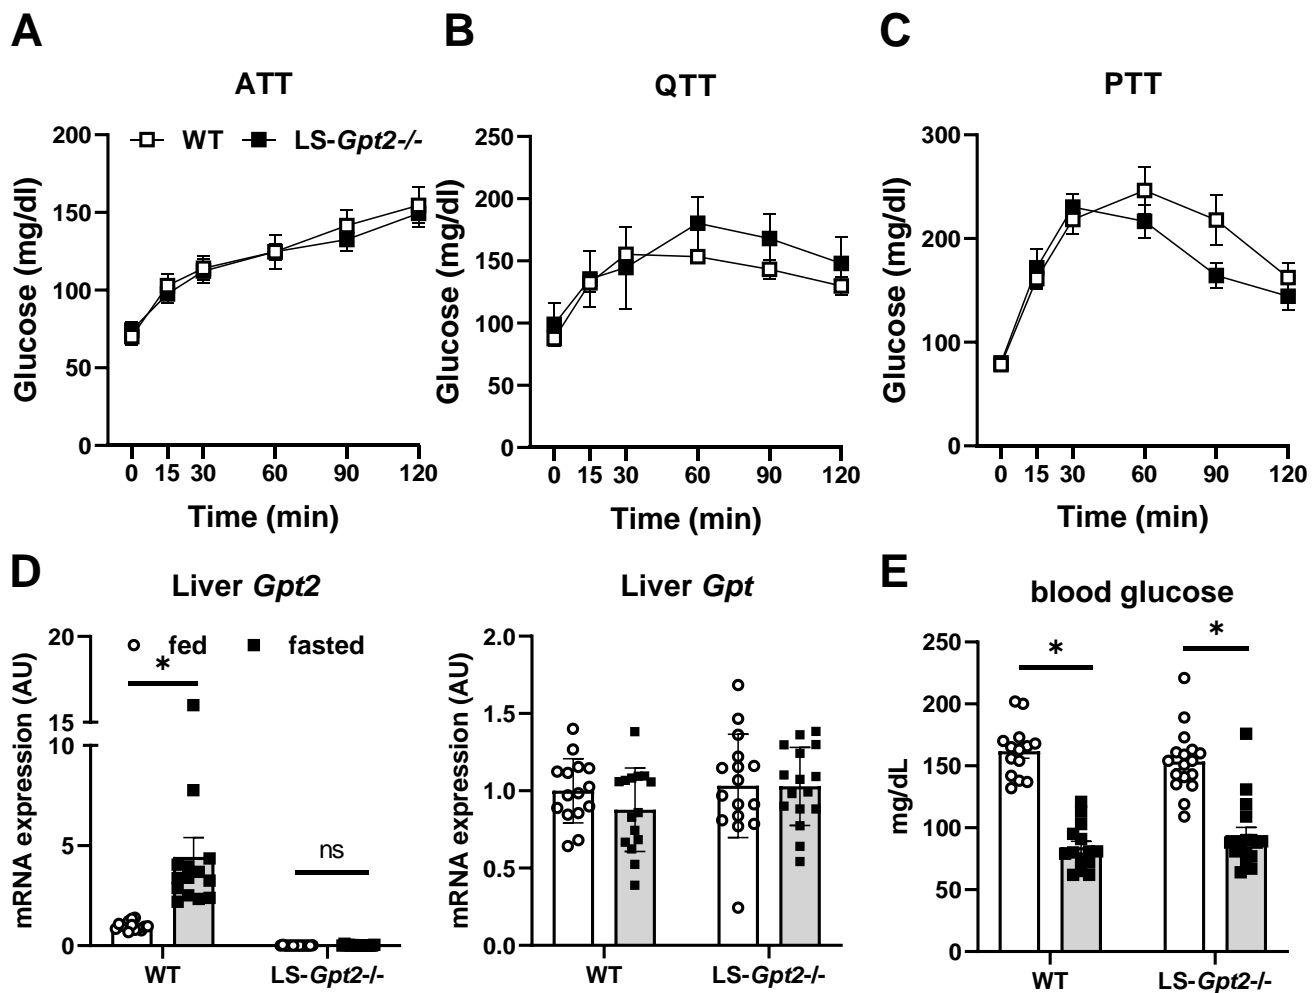 A
B
C
ATT
QTT
PTT
WT
LS-Gpt2-/-
Glucose (mg/dl)
200
150
100
50
0
0 15 30 60 90 120
Time (min)
Glucose (mg/dl)
250
200
150
100
50
0
0 15 30 60 90 120
Time (min)
Glucose (mg/dl)
300
200
100
0
0 15 30 60 90 120
Time (min)
D
Liver Gpt2
fed
fasted
*
ns
mRNA expression (AU)
20
15
10
5
0
WT LS-Gpt2-/-
Liver Gpt
mRNA expression (AU)
2.0
1.5
1.0
0.5
0.0
WT LS-Gpt2-/-
E
blood glucose
* *
mg/dL
250
200
150
100
50
0
WT LS-Gpt2-/-